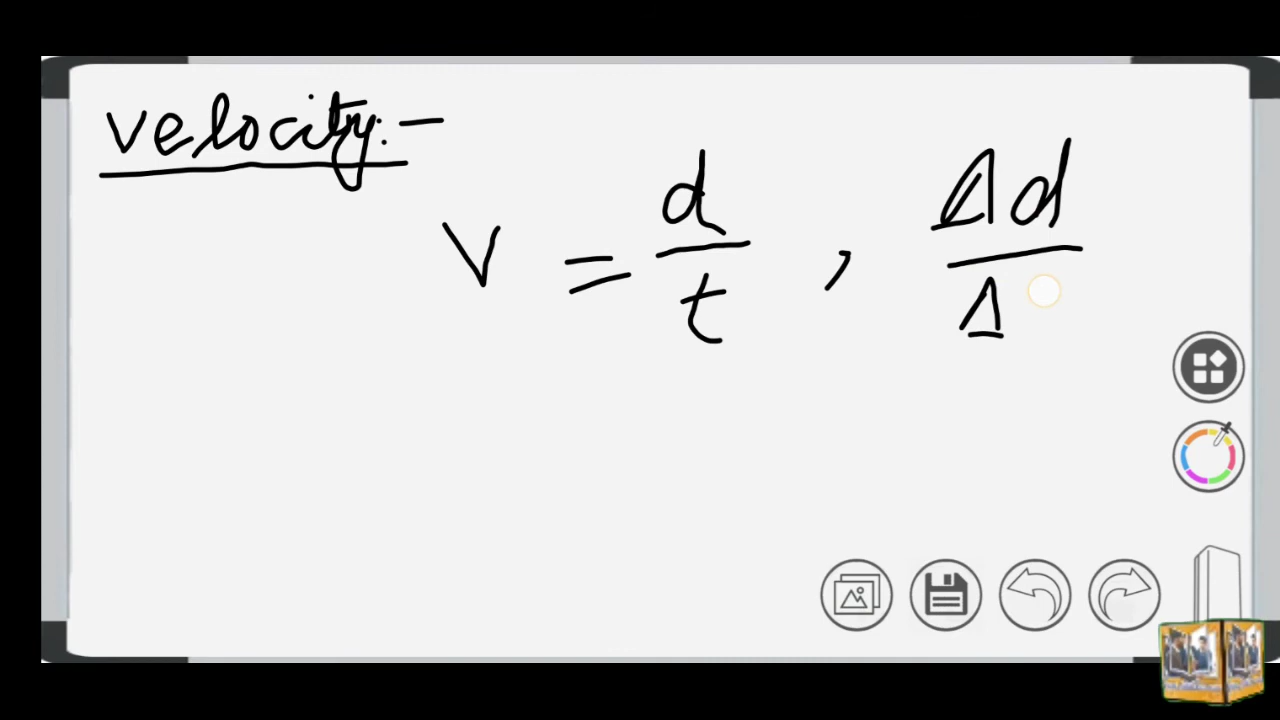 velocity:-
V = d/t , Δd/Δ